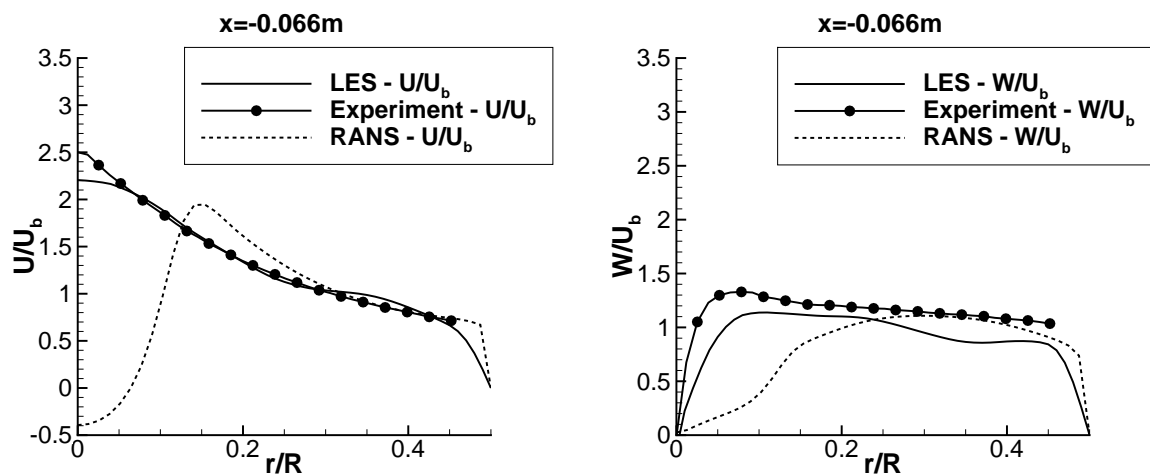 x=-0.066m
LES - U/U_b
Experiment - U/U_b
RANS - U/U_b
3.5
3
2.5
2
1.5
1
0.5
0
-0.5
U/U_b
0
0.2
0.4
r/R
x=-0.066m
LES - W/U_b
Experiment - W/U_b
RANS - W/U_b
3.5
3
2.5
2
1.5
1
0.5
0
W/U_b
0
0.2
0.4
r/R